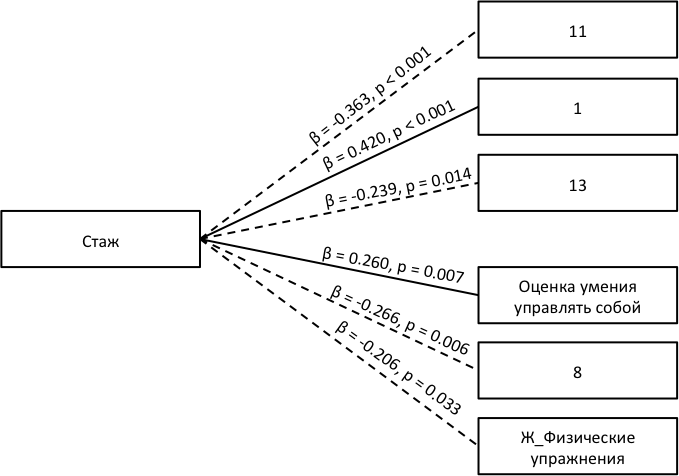 11
β = -0.363, p < 0.001
1
β = 0.420, p < 0.001
13
β = -0.239, p = 0.014
Стаж
β = 0.260, p = 0.007
Оценка умения
управлять собой
β = -0.266, p = 0.006
8
β = -0.206, p = 0.033
Ж_Физические
упражнения